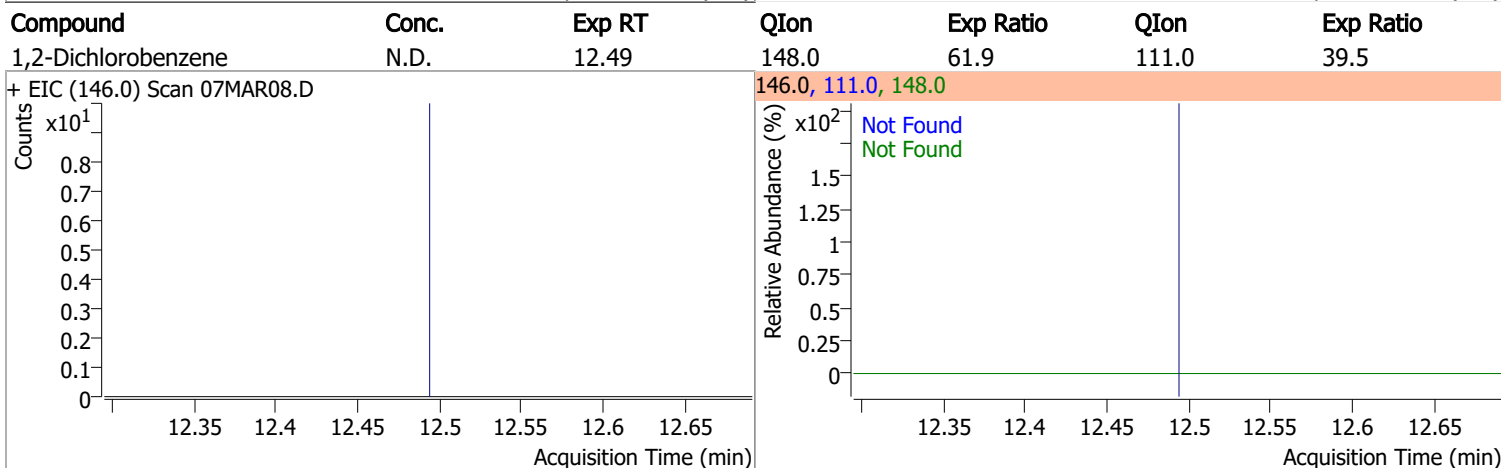 Compound Conc. Exp RT QIon Exp Ratio QIon Exp Ratio
1,2-Dichlorobenzene N.D. 12.49 148.0 61.9 111.0 39.5
+ EIC (146.0) Scan 07MAR08.D
Counts
x10¹
0.8
0.7
0.6
0.5
0.4
0.3
0.2
0.1
0
12.35 12.4 12.45 12.5 12.55 12.6 12.65
Acquisition Time (min)
146.0, 111.0, 148.0
Relative Abundance (%)
x10²
Not Found
Not Found
1.5
1.25
1
0.75
0.5
0.25
0
12.35 12.4 12.45 12.5 12.55 12.6 12.65
Acquisition Time (min)